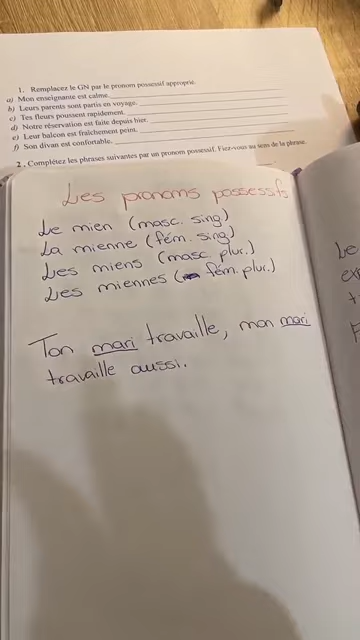 1. Remplacez le GN par le pronom possessif approprié.
a) Mon enseignante est calme.
b) Leurs parents sont partis en voyage.
c) Tes fleurs poussent rapidement.
d) Notre réservation est faite depuis hier.
e) Leur balcon est fraîchement peint.
f) Son divan est confortable.
2. Complétez les phrases suivantes par un pronom possessif. Fiez-vous au sens de la phrase.
Les pronoms possessifs
Le mien (masc. sing)
La mienne (fém. sing)
Les miens (masc. plur.)
Les miennes (fém. plur.)
Ton mari travaille, mon mari
travaille aussi.
Le